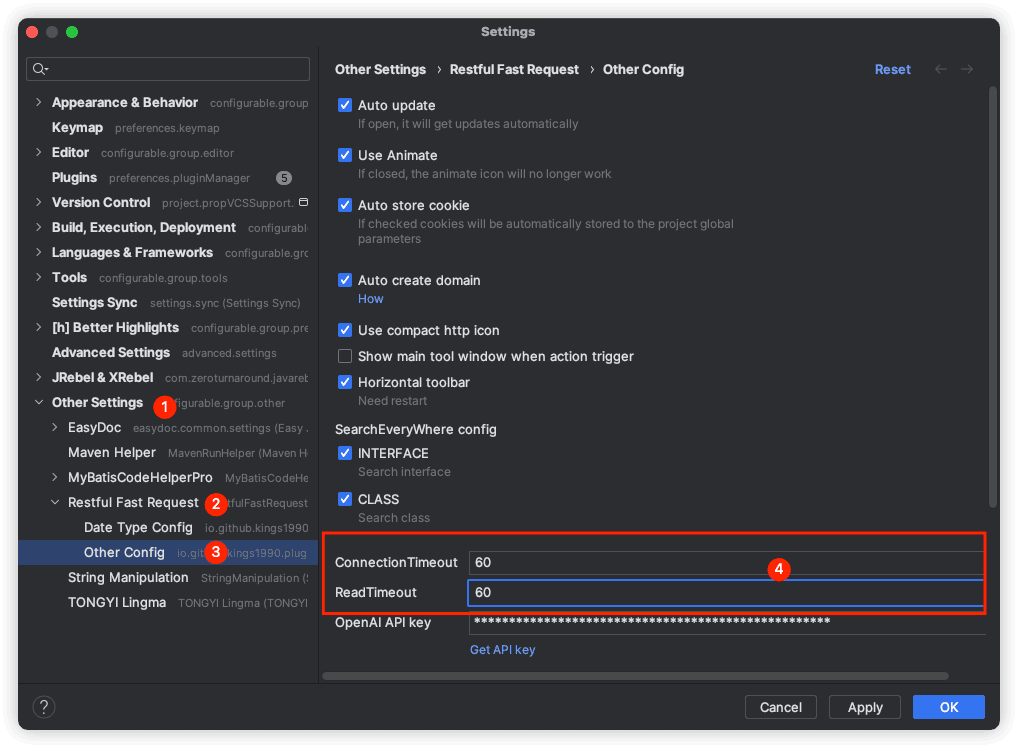 Settings
Other Settings › Restful Fast Request › Other Config
Reset
Appearance & Behavior configurable.group
Keymap preferences.keymap
Editor configurable.group.editor
Plugins preferences.pluginManager 5
Version Control project.propVCSSupport.
Build, Execution, Deployment configurabl
Languages & Frameworks configurable.grc
Tools configurable.group.tools
Settings Sync settings.sync (Settings Sync)
[h] Better Highlights configurable.group.pre
Advanced Settings advanced.settings
JRebel & XRebel com.zeroturnaround.javareb
Other Settings 1 figurable.group.other
EasyDoc easydoc.common.settings (Easy .
Maven Helper MavenRunHelper (Maven H
MyBatisCodeHelperPro MyBatisCodeHe
Restful Fast Request 2 tfulFastRequest
Date Type Config io.github.kings1990
Other Config io.git 3 kings1990.plug
String Manipulation StringManipulation (S
TONGYI Lingma TONGYI Lingma (TONGYI
Auto update
If open, it will get updates automatically
Use Animate
If closed, the animate icon will no longer work
Auto store cookie
If checked cookies will be automatically stored to the project global
parameters
Auto create domain
How
Use compact http icon
Show main tool window when action trigger
Horizontal toolbar
Need restart
SearchEveryWhere config
INTERFACE
Search interface
CLASS
Search class
ConnectionTimeout 60
4
ReadTimeout 60
OpenAI API key ***************************************************
Get API key
? Cancel Apply OK